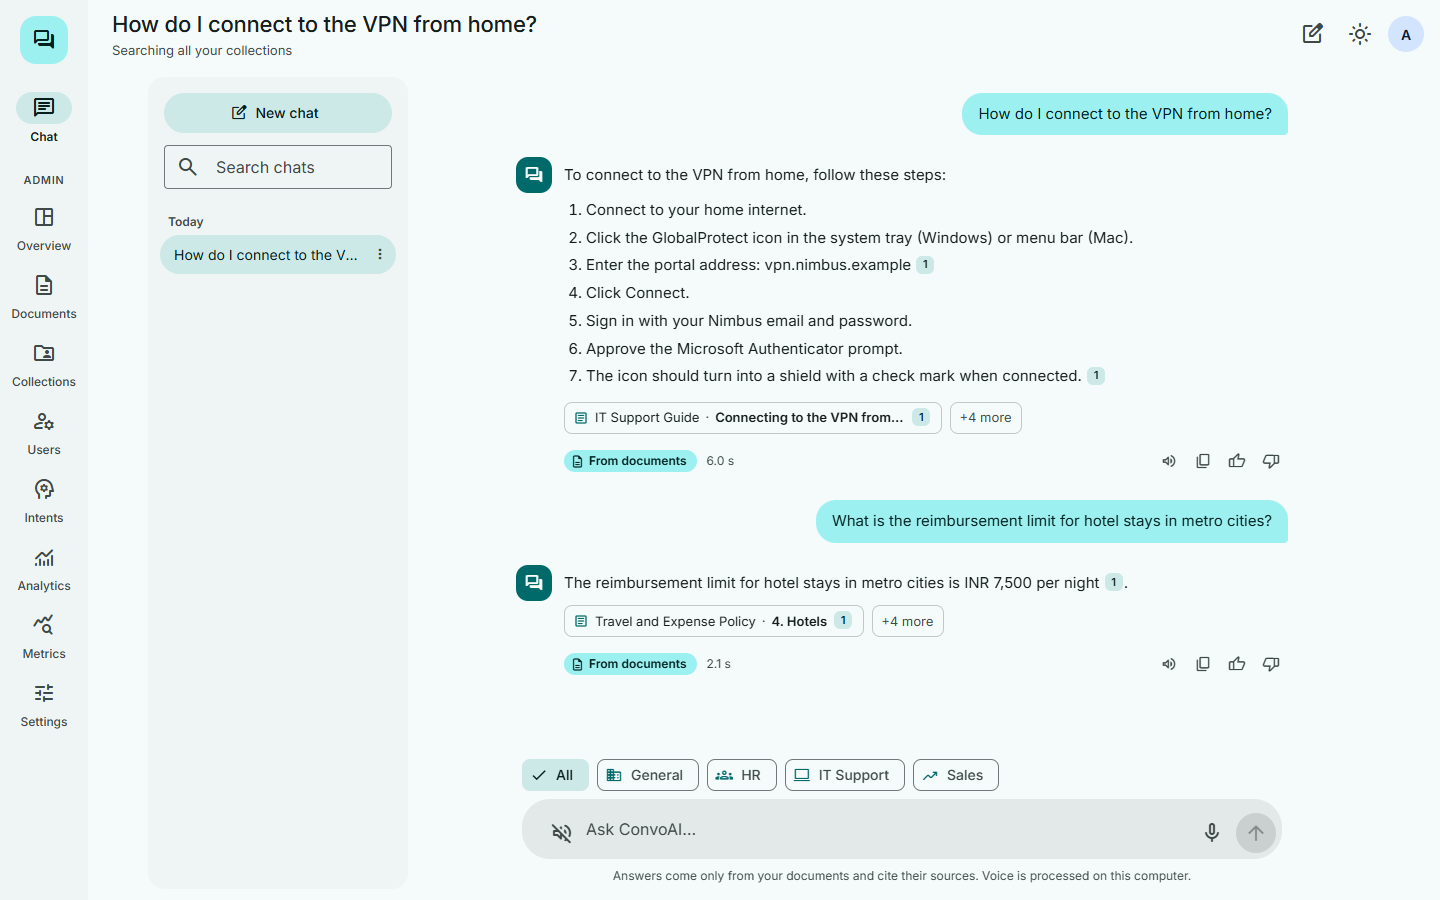 How do I connect to the VPN from home?
Searching all your collections
A
Chat
ADMIN
Overview
Documents
Collections
Users
Intents
Analytics
Metrics
Settings
New chat
Search chats
Today
How do I connect to the V...
How do I connect to the VPN from home?
To connect to the VPN from home, follow these steps:
1. Connect to your home internet.
2. Click the GlobalProtect icon in the system tray (Windows) or menu bar (Mac).
3. Enter the portal address: vpn.nimbus.example 1
4. Click Connect.
5. Sign in with your Nimbus email and password.
6. Approve the Microsoft Authenticator prompt.
7. The icon should turn into a shield with a check mark when connected. 1
IT Support Guide · Connecting to the VPN from... 1 +4 more
From documents 6.0 s
What is the reimbursement limit for hotel stays in metro cities?
The reimbursement limit for hotel stays in metro cities is INR 7,500 per night 1 .
Travel and Expense Policy · 4. Hotels 1 +4 more
From documents 2.1 s
All General HR IT Support Sales
Ask ConvoAI...
Answers come only from your documents and cite their sources. Voice is processed on this computer.